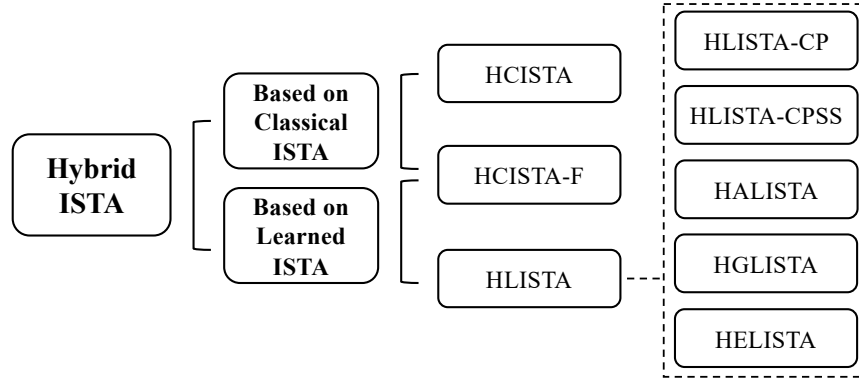 Hybrid
ISTA
Based on
Classical
ISTA
Based on
Learned
ISTA
HCISTA
HCISTA-F
HLISTA
HLISTA-CP
HLISTA-CPSS
HALISTA
HGLISTA
HELISTA